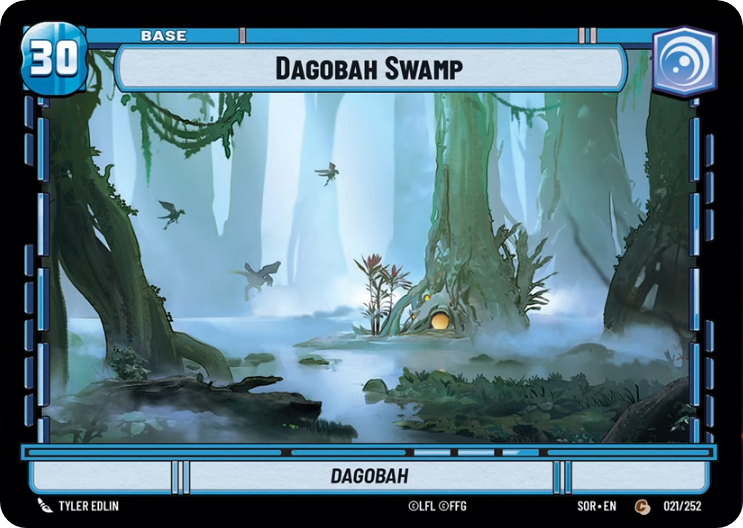 BASE
30
DAGOBAH SWAMP
DAGOBAH
TYLER EDLIN
©LFL ©FFG
SOR • EN
C
021/252